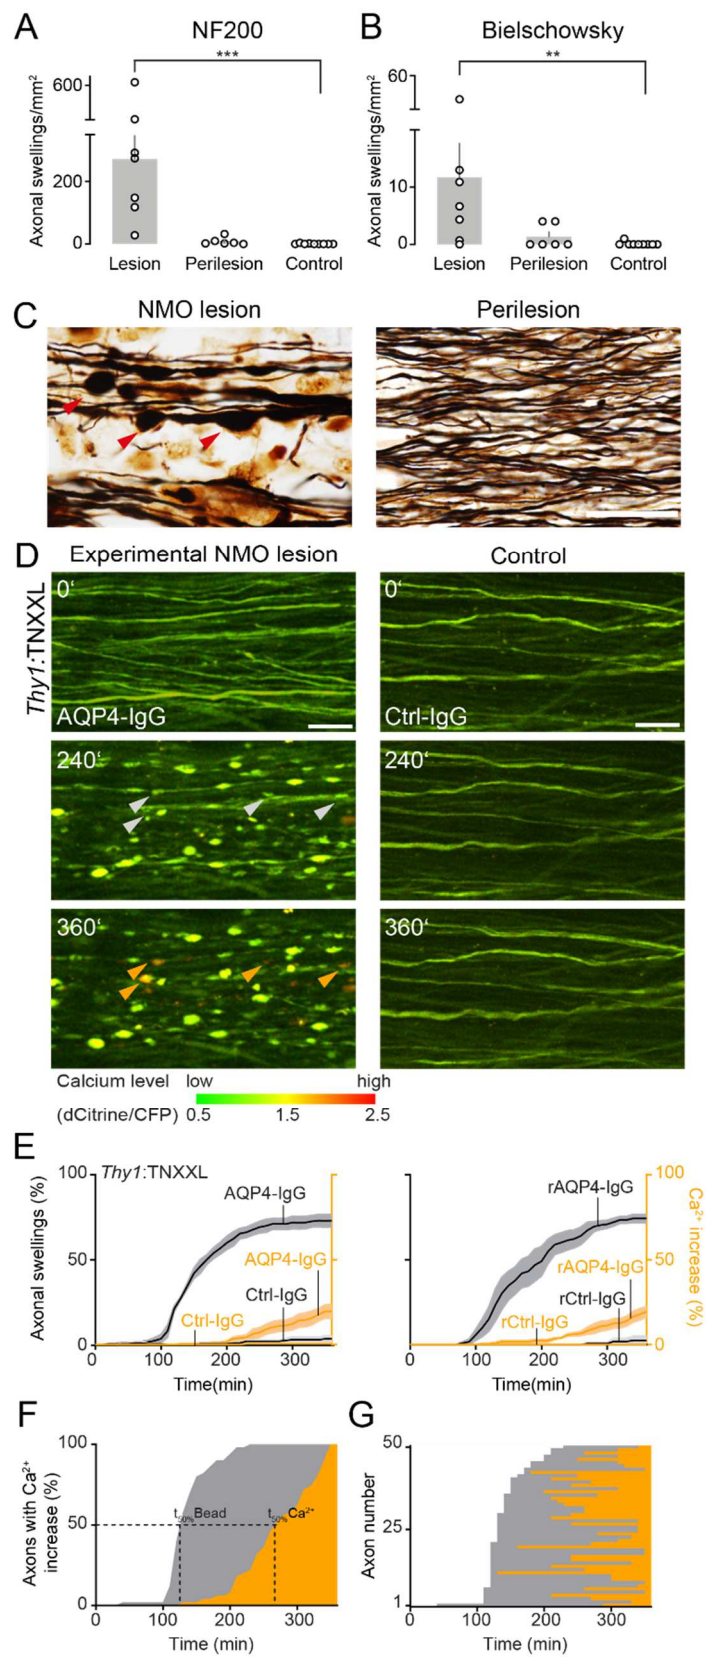 A NF200
***
Axonal swellings/mm²
600
200
0
Lesion Perilesion Control
B Bielschowsky
**
Axonal swellings/mm²
60
10
0
Lesion Perilesion Control
C NMO lesion Perilesion
D Experimental NMO lesion Control
Thy1:TNXXL
0‘ 0‘
AQP4-IgG Ctrl-IgG
240‘ 240‘
360‘ 360‘
Calcium level low high
(dCitrine/CFP) 0.5 1.5 2.5
E
Thy1:TNXXL
Axonal swellings (%)
100
50
0
AQP4-IgG
AQP4-IgG
Ctrl-IgG
Ctrl-IgG
0 100 200 300
Time(min)
rAQP4-IgG
rAQP4-IgG
rCtrl-IgG
rCtrl-IgG
100
50
0
Ca²⁺ increase (%)
0 100 200 300
Time(min)
F
Axons with Ca²⁺
increase (%)
100
50
0
t50%Bead t50%Ca²⁺
0 100 200 300
Time (min)
G
Axon number
50
25
1
0 100 200 300
Time (min)